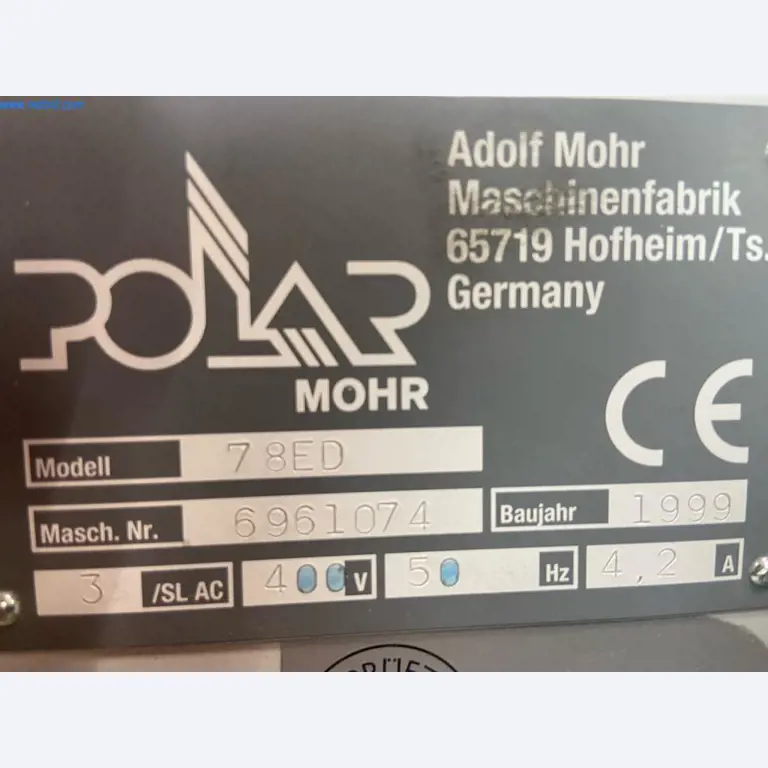 Adolf Mohr
Maschinenfabrik
65719 Hofheim/Ts.
Germany
POLAR
MOHR
CE
Modell 78ED
Masch. Nr. 6961074
Baujahr 1999
3 /SL AC 400 V 50 Hz 4,2 A